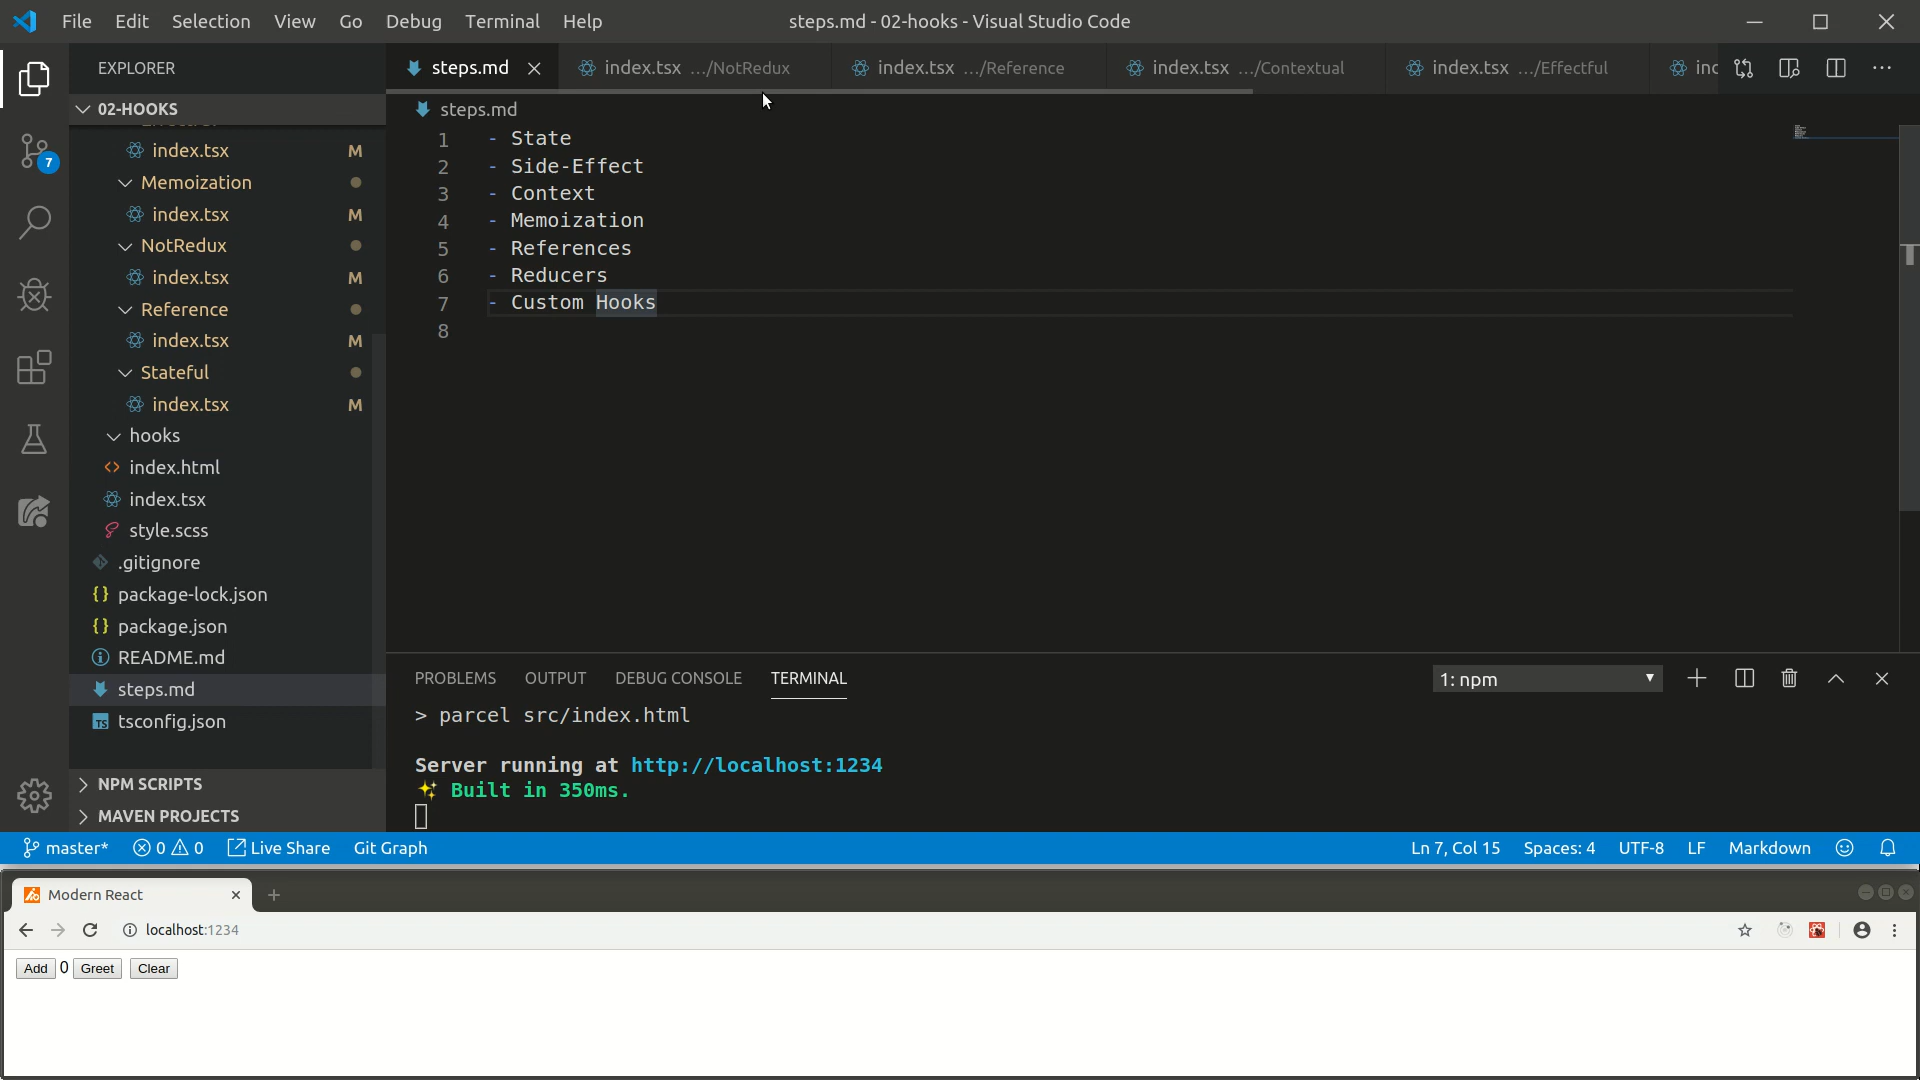 File Edit Selection View Go Debug Terminal Help
steps.md - 02-hooks - Visual Studio Code
EXPLORER
steps.md
index.tsx .../NotRedux
index.tsx .../Reference
index.tsx .../Contextual
index.tsx .../Effectful
02-HOOKS
index.tsx M
Memoization
index.tsx M
NotRedux
index.tsx M
Reference
index.tsx M
Stateful
index.tsx M
hooks
index.html
index.tsx
style.scss
.gitignore
package-lock.json
package.json
README.md
steps.md
TS tsconfig.json
NPM SCRIPTS
MAVEN PROJECTS
7
steps.md
1 - State
2 - Side-Effect
3 - Context
4 - Memoization
5 - References
6 - Reducers
7 - Custom Hooks
8
PROBLEMS OUTPUT DEBUG CONSOLE TERMINAL
1: npm
> parcel src/index.html
Server running at http://localhost:1234
✨ Built in 350ms.
master* 0 0 Live Share Git Graph
Ln 7, Col 15 Spaces: 4 UTF-8 LF Markdown
Modern React
localhost:1234
Add 0 Greet Clear